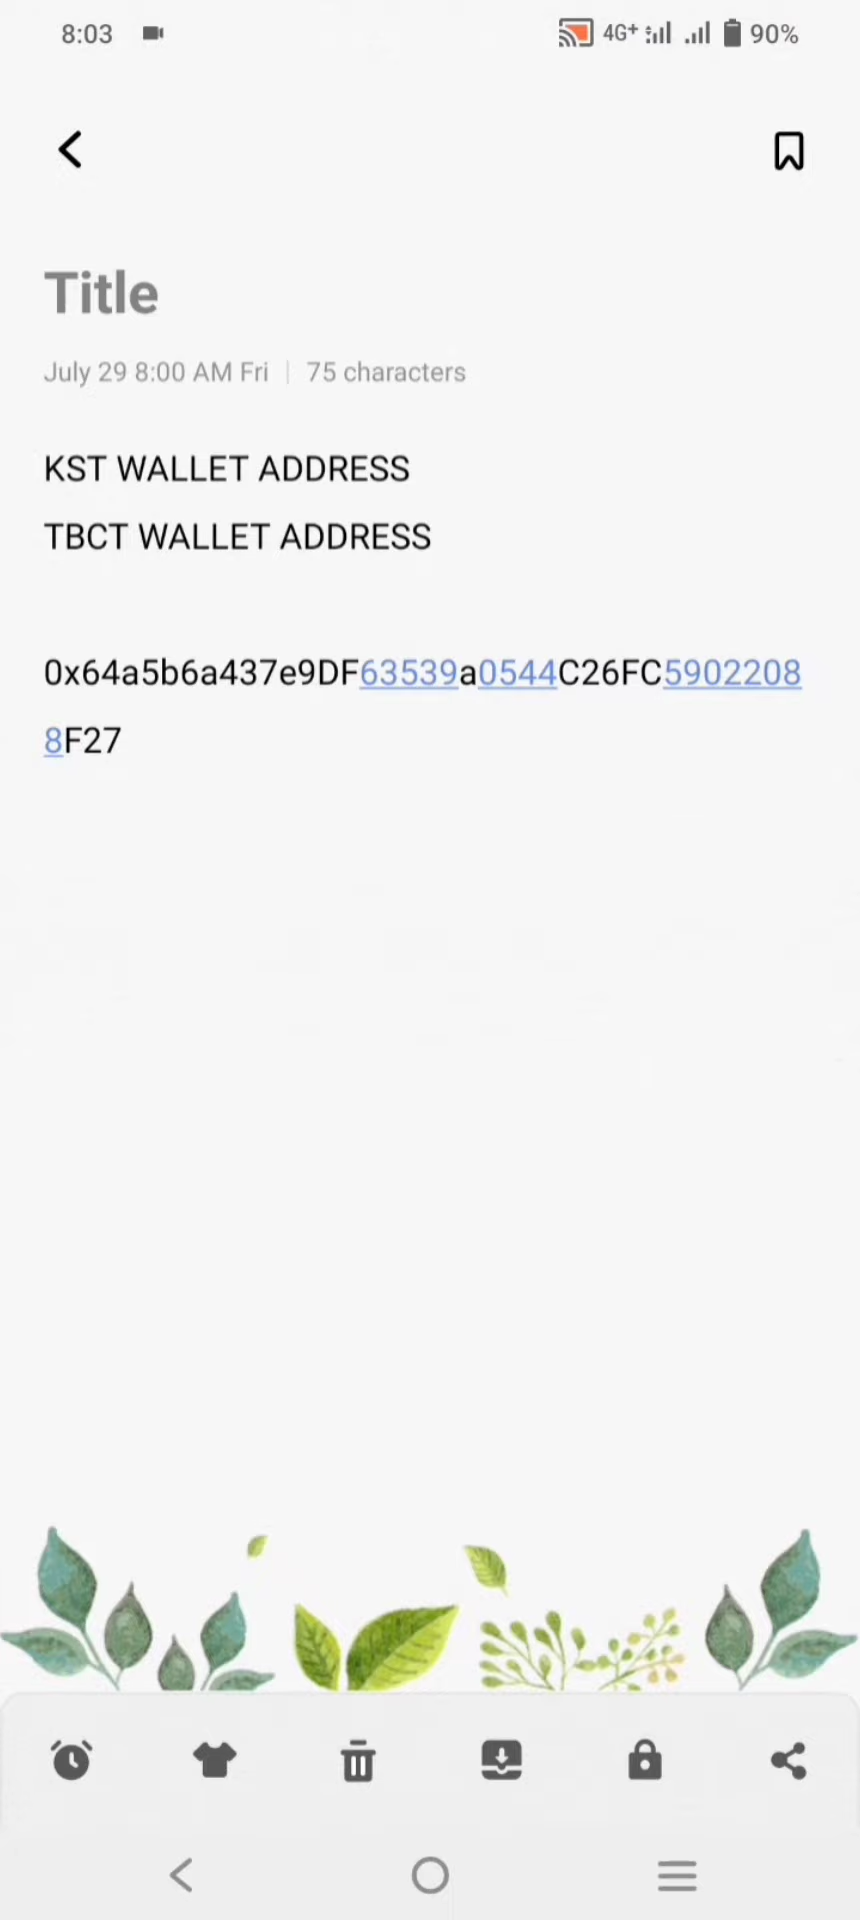 8:03 4G+ 90%
Title
July 29 8:00 AM Fri | 75 characters
KST WALLET ADDRESS
TBCT WALLET ADDRESS
0x64a5b6a437e9DF63539a0544C26FC5902208
8F27